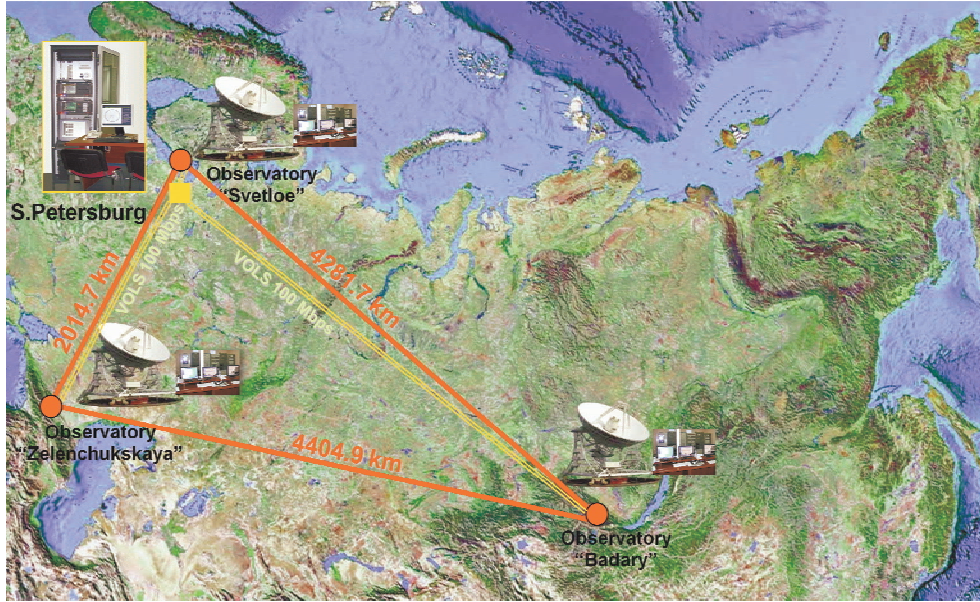 Observatory
“Svetloe”
S.Petersburg
VOLS 100 Mbps
VOLS 100 Mbps
4281.7 km
2014.7 km
Observatory
“Zelenchukskaya”
4404.9 km
Observatory
“Badary”